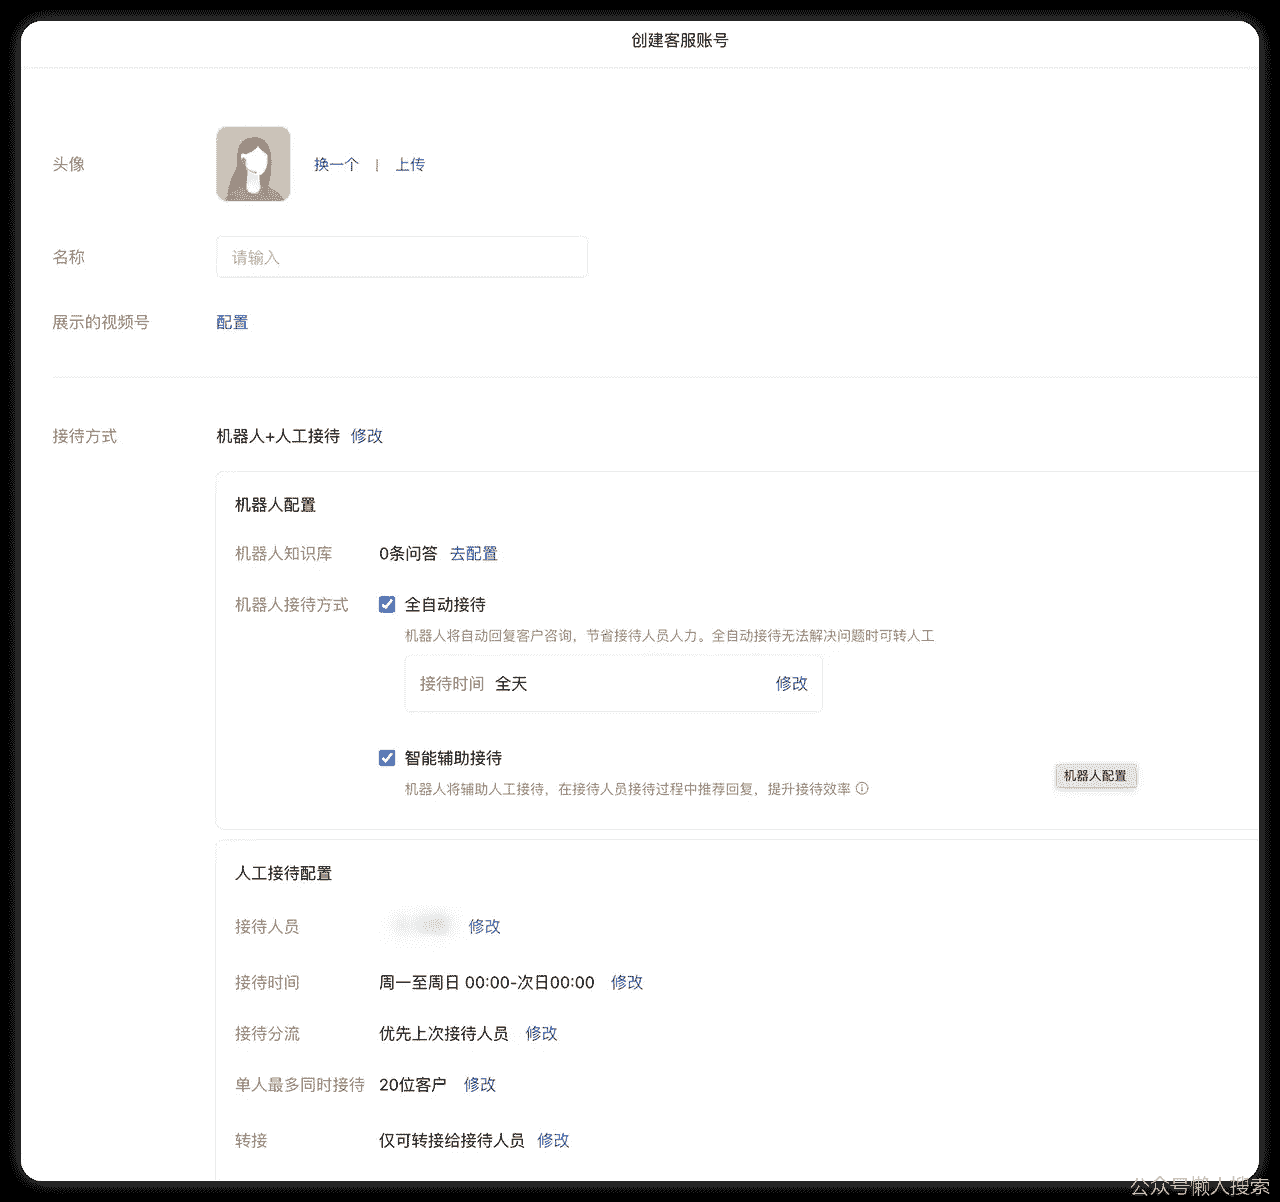 创建客服账号
头像 换一个 | 上传
名称 请输入
展示的视频号 配置
接待方式 机器人+人工接待 修改
机器人配置
机器人知识库 0条问答 去配置
机器人接待方式 全自动接待
机器人将自动回复客户咨询，节省接待人员人力。全自动接待无法解决问题时可转人工
接待时间 全天 修改
智能辅助接待
机器人配置
机器人将辅助人工接待，在接待人员接待过程中推荐回复，提升接待效率
人工接待配置
接待人员 修改
接待时间 周一至周日 00:00-次日00:00 修改
接待分流 优先上次接待人员 修改
单人最多同时接待 20位客户 修改
转接 仅可转接给接待人员 修改
公众号懒人搜索